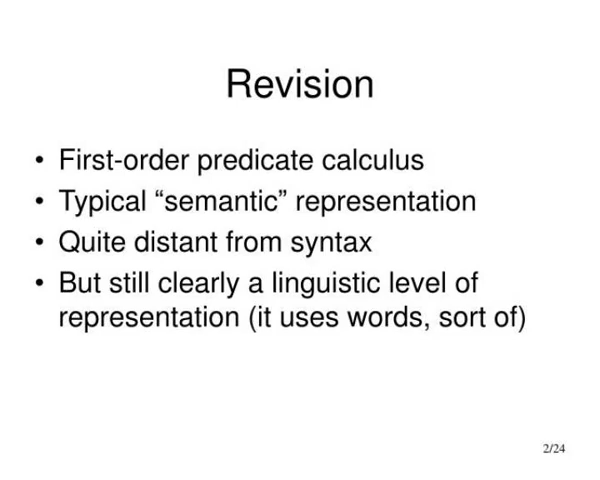 Revision
• First-order predicate calculus
• Typical “semantic” representation
• Quite distant from syntax
• But still clearly a linguistic level of
representation (it uses words, sort of)
2/24